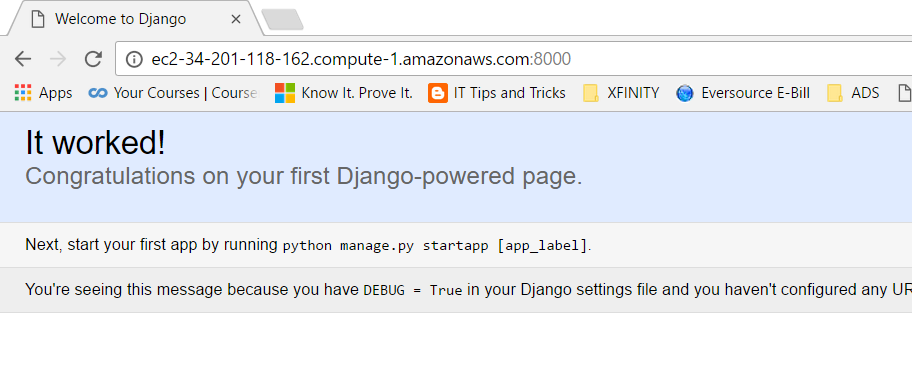 Welcome to Django
ec2-34-201-118-162.compute-1.amazonaws.com:8000
Apps Your Courses | Course Know It. Prove It. IT Tips and Tricks XFINITY Eversource E-Bill ADS
It worked!
Congratulations on your first Django-powered page.
Next, start your first app by running python manage.py startapp [app_label].
You're seeing this message because you have DEBUG = True in your Django settings file and you haven't configured any UR